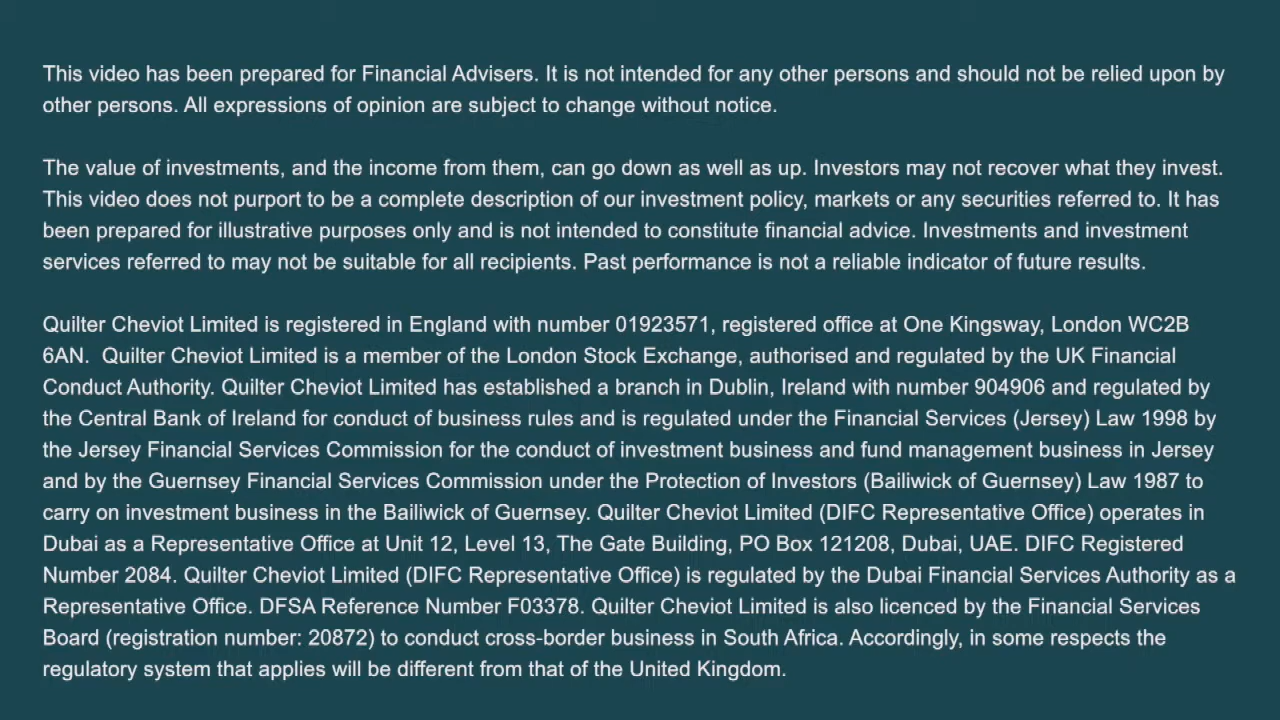 This video has been prepared for Financial Advisers. It is not intended for any other persons and should not be relied upon by
other persons. All expressions of opinion are subject to change without notice.
The value of investments, and the income from them, can go down as well as up. Investors may not recover what they invest.
This video does not purport to be a complete description of our investment policy, markets or any securities referred to. It has
been prepared for illustrative purposes only and is not intended to constitute financial advice. Investments and investment
services referred to may not be suitable for all recipients. Past performance is not a reliable indicator of future results.
Quilter Cheviot Limited is registered in England with number 01923571, registered office at One Kingsway, London WC2B
6AN.  Quilter Cheviot Limited is a member of the London Stock Exchange, authorised and regulated by the UK Financial
Conduct Authority. Quilter Cheviot Limited has established a branch in Dublin, Ireland with number 904906 and regulated by
the Central Bank of Ireland for conduct of business rules and is regulated under the Financial Services (Jersey) Law 1998 by
the Jersey Financial Services Commission for the conduct of investment business and fund management business in Jersey
and by the Guernsey Financial Services Commission under the Protection of Investors (Bailiwick of Guernsey) Law 1987 to
carry on investment business in the Bailiwick of Guernsey. Quilter Cheviot Limited (DIFC Representative Office) operates in
Dubai as a Representative Office at Unit 12, Level 13, The Gate Building, PO Box 121208, Dubai, UAE. DIFC Registered
Number 2084. Quilter Cheviot Limited (DIFC Representative Office) is regulated by the Dubai Financial Services Authority as a
Representative Office. DFSA Reference Number F03378. Quilter Cheviot Limited is also licenced by the Financial Services
Board (registration number: 20872) to conduct cross-border business in South Africa. Accordingly, in some respects the
regulatory system that applies will be different from that of the United Kingdom.